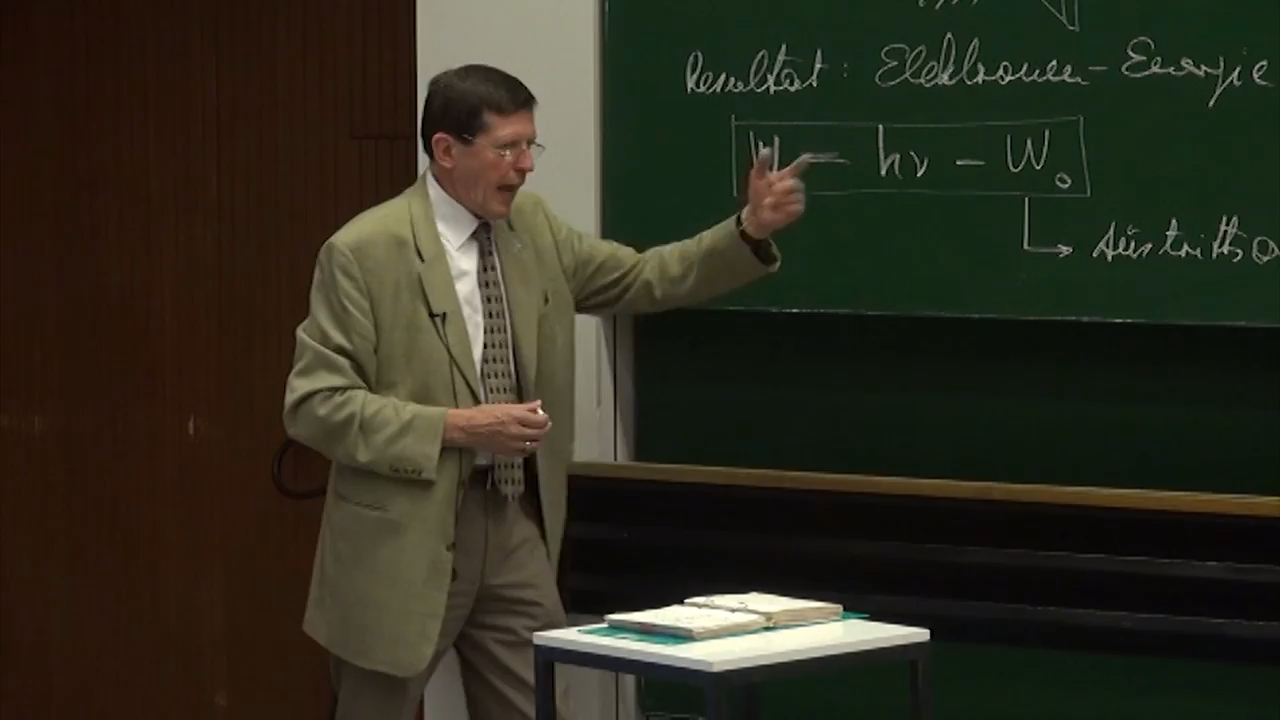 Resultat: Elektronen-Energie
W = hν - W₀
Austritts